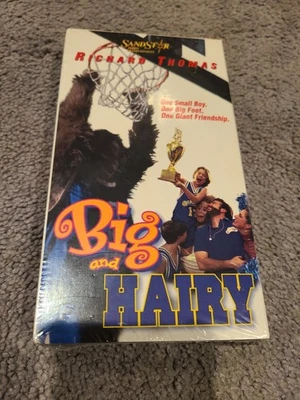 SANDSTAR
RICHARD THOMAS
One Small Boy.
One Big Foot.
One Giant Friendship.
Big
and
HAIRY